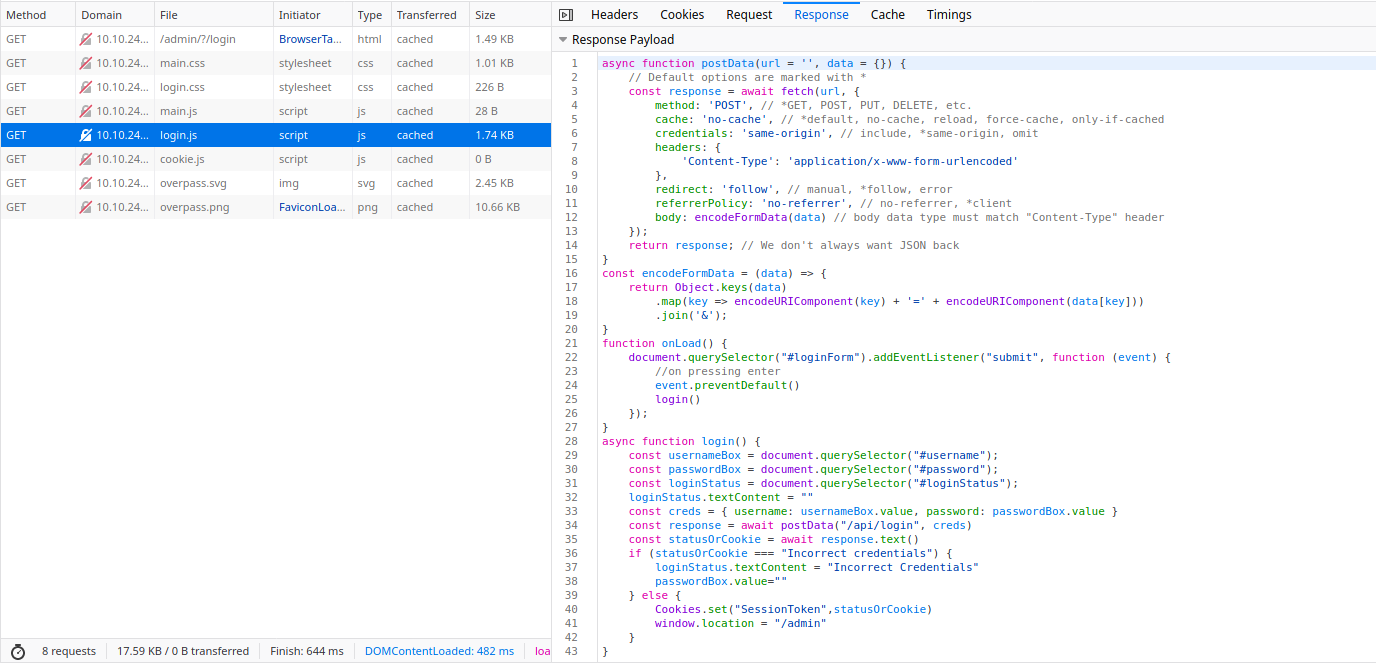 Method Domain File Initiator Type Transferred Size
GET 10.10.24... /admin/?/login BrowserTa... html cached 1.49 KB
GET 10.10.24... main.css stylesheet css cached 1.01 KB
GET 10.10.24... login.css stylesheet css cached 226 B
GET 10.10.24... main.js script js cached 28 B
GET 10.10.24... login.js script js cached 1.74 KB
GET 10.10.24... cookie.js script js cached 0 B
GET 10.10.24... overpass.svg img svg cached 2.45 KB
GET 10.10.24... overpass.png FaviconLoa... png cached 10.66 KB
8 requests 17.59 KB / 0 B transferred Finish: 644 ms DOMContentLoaded: 482 ms loa
Headers Cookies Request Response Cache Timings
Response Payload
1 async function postData(url = '', data = {}) {
2     // Default options are marked with *
3     const response = await fetch(url, {
4         method: 'POST', // *GET, POST, PUT, DELETE, etc.
5         cache: 'no-cache', // *default, no-cache, reload, force-cache, only-if-cached
6         credentials: 'same-origin', // include, *same-origin, omit
7         headers: {
8             'Content-Type': 'application/x-www-form-urlencoded'
9         },
10         redirect: 'follow', // manual, *follow, error
11         referrerPolicy: 'no-referrer', // no-referrer, *client
12         body: encodeFormData(data) // body data type must match "Content-Type" header
13     });
14     return response; // We don't always want JSON back
15 }
16 const encodeFormData = (data) => {
17     return Object.keys(data)
18         .map(key => encodeURIComponent(key) + '=' + encodeURIComponent(data[key]))
19         .join('&');
20 }
21 function onLoad() {
22     document.querySelector("#loginForm").addEventListener("submit", function (event) {
23         //on pressing enter
24         event.preventDefault()
25         login()
26     });
27 }
28 async function login() {
29     const usernameBox = document.querySelector("#username");
30     const passwordBox = document.querySelector("#password");
31     const loginStatus = document.querySelector("#loginStatus");
32     loginStatus.textContent = ""
33     const creds = { username: usernameBox.value, password: passwordBox.value }
34     const response = await postData("/api/login", creds)
35     const statusOrCookie = await response.text()
36     if (statusOrCookie === "Incorrect credentials") {
37         loginStatus.textContent = "Incorrect Credentials"
38         passwordBox.value=""
39     } else {
40         Cookies.set("SessionToken",statusOrCookie)
41         window.location = "/admin"
42     }
43 }